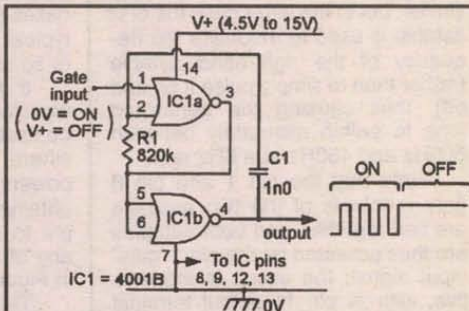 V+ (4.5V to 15V)
Gate
input
( 0V = ON
V+ = OFF )
1
14
2
IC1a
3
R1
820k
C1
1n0
ON
OFF
5
6
IC1b
4
output
7
To IC pins
8, 9, 12, 13
IC1 = 4001B
0V